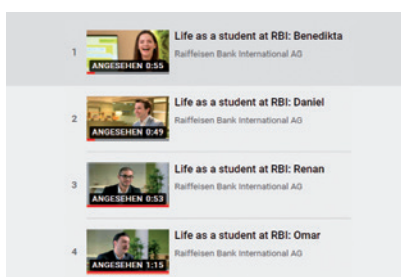 Life as a student at RBI: Benedikta
1
Raiffeisen Bank International AG
ANGESEHEN 0:55
Life as a student at RBI: Daniel
2
Raiffeisen Bank International AG
ANGESEHEN 0:49
Life as a student at RBI: Renan
3
Raiffeisen Bank International AG
ANGESEHEN 0:53
Life as a student at RBI: Omar
4
Raiffeisen Bank International AG
ANGESEHEN 1:15